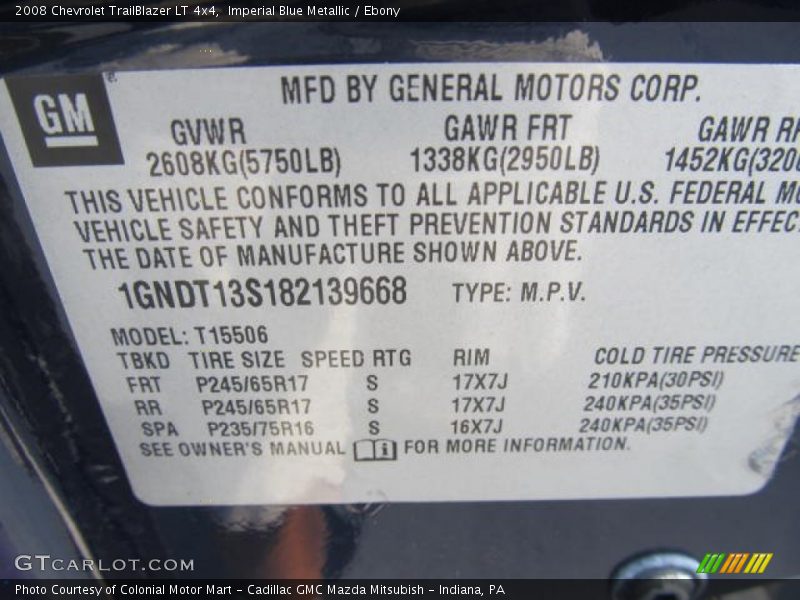 2008 Chevrolet TrailBlazer LT 4x4,  Imperial Blue Metallic / Ebony
GM
MFD BY GENERAL MOTORS CORP.
GVWR GAWR FRT GAWR
2608KG(5750LB) 1338KG(2950LB)
THIS VEHICLE CONFORMS TO ALL APPLICABLE U.S. FEDERAL
VEHICLE SAFETY AND THEFT PREVENTION STANDARDS IN
THE DATE OF MANUFACTURE SHOWN ABOVE.
1GNDT13S182139668 TYPE: M.P.V.
MODEL: T15506
TBKD TIRE SIZE SPEED RTG RIM COLD TIRE PRESSURE
FRT P245/65R17 S 17X7J 210KPA(30PSI)
RR P245/65R17 S 17X7J 240KPA(35PSI)
SPA P235/75R16 S 16X7J 240KPA(35PSI)
SEE OWNER'S MANUAL FOR MORE INFORMATION.
GTCARLOT.COM
Photo Courtesy of Colonial Motor Mart - Cadillac GMC Mazda Mitsubish - Indiana, PA